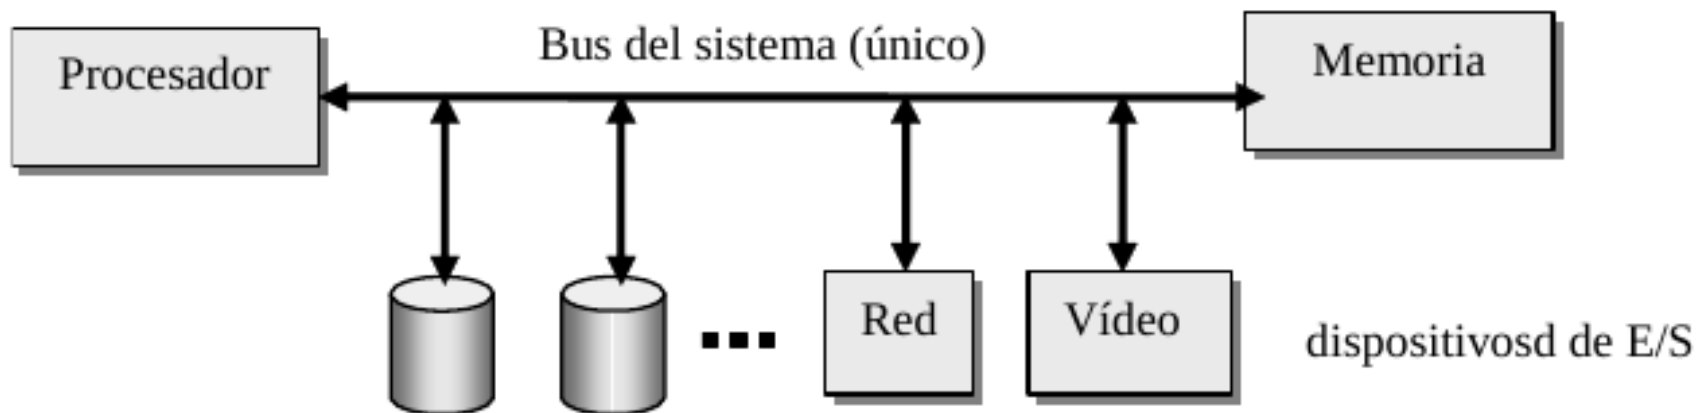 Bus del sistema (único)
Procesador
Memoria
Red
Vídeo
dispositivosd de E/S